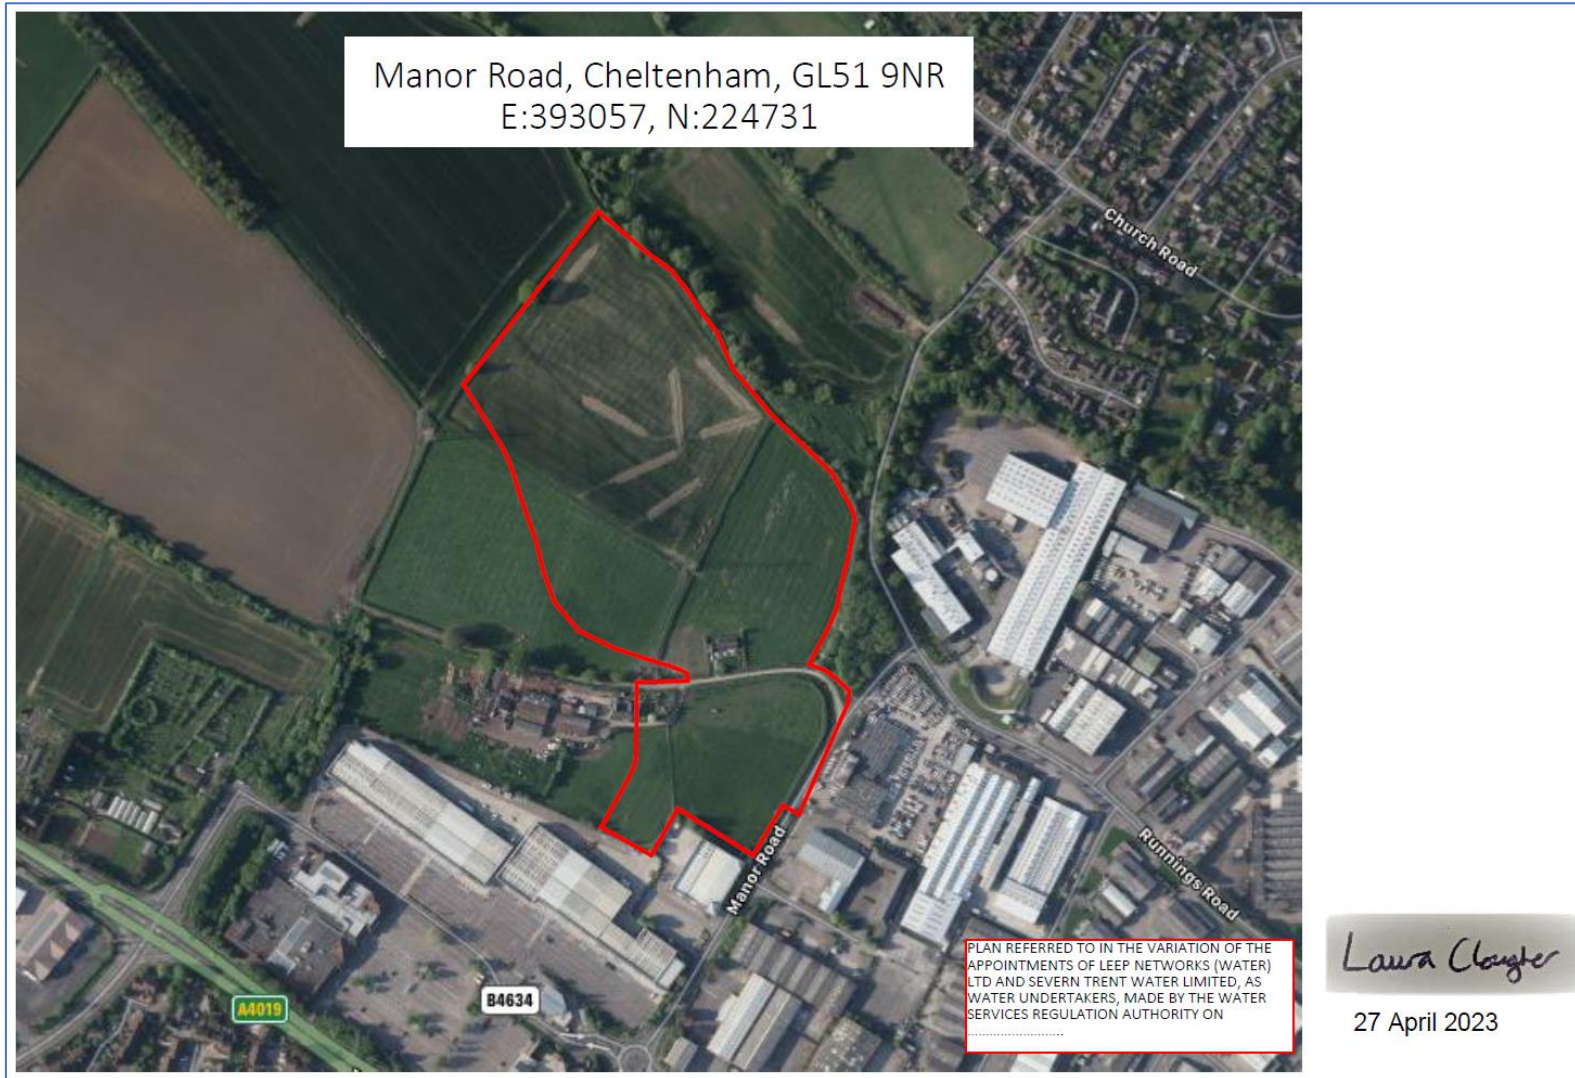 Manor Road, Cheltenham, GL51 9NR
E:393057, N:224731
Church Road
Manor Road
Runnings Road
A4019
B4634
PLAN REFERRED TO IN THE VARIATION OF THE
APPOINTMENTS OF LEEP NETWORKS (WATER)
LTD AND SEVERN TRENT WATER LIMITED, AS
WATER UNDERTAKERS, MADE BY THE WATER
SERVICES REGULATION AUTHORITY ON
..........................
Laura Clougher
27 April 2023